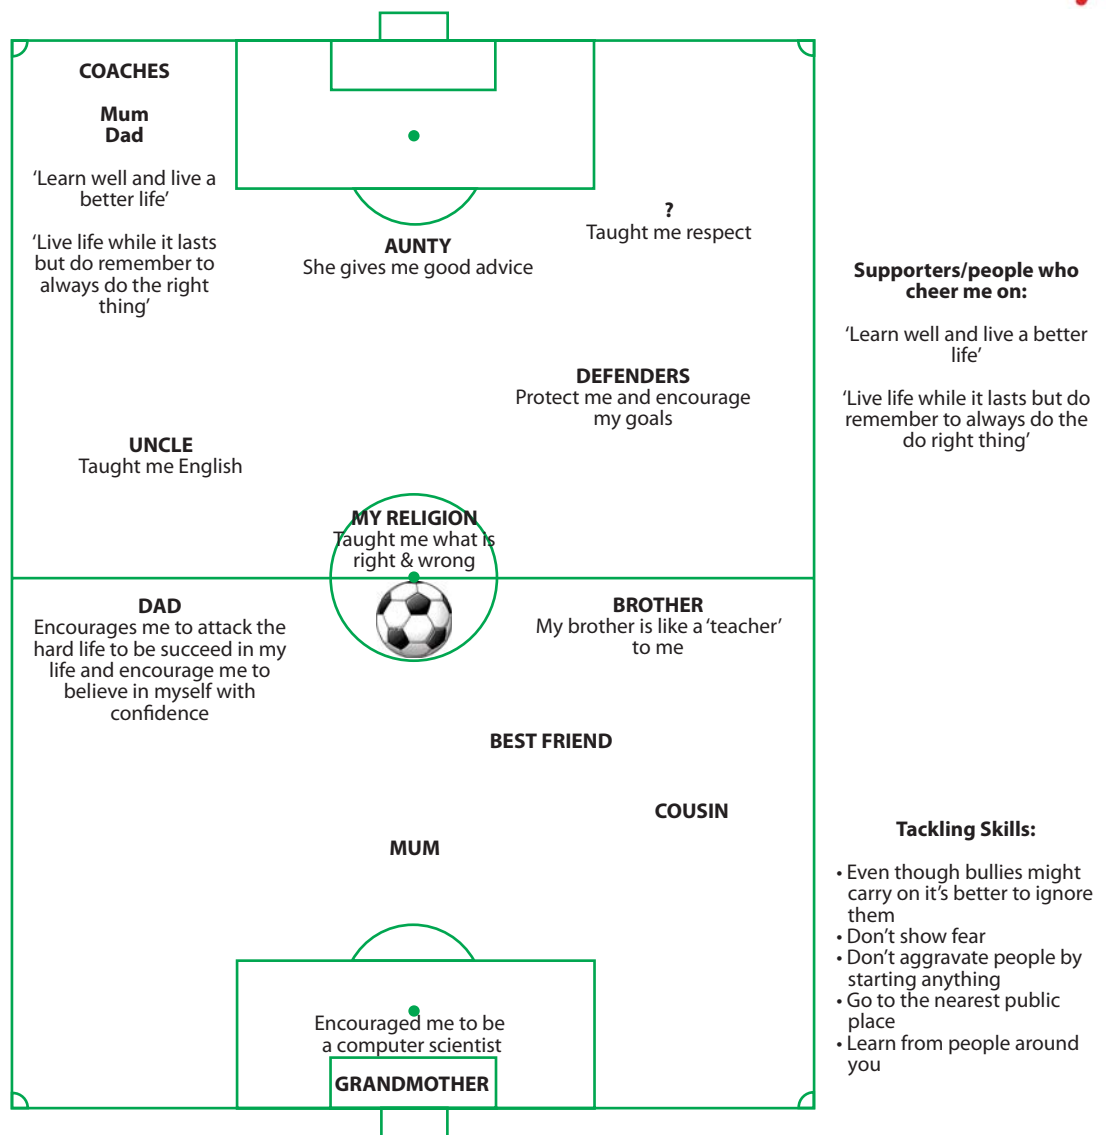 COACHES
Mum
Dad
‘Learn well and live a
better life’
‘Live life while it lasts
but do remember to
always do the right
thing’
?
Taught me respect
AUNTY
She gives me good advice
DEFENDERS
Protect me and encourage
my goals
UNCLE
Taught me English
MY RELIGION
Taught me what is
right & wrong
DAD
Encourages me to attack the
hard life to be succeed in my
life and encourage me to
believe in myself with
confidence
BROTHER
My brother is like a ‘teacher’
to me
BEST FRIEND
COUSIN
MUM
Encouraged me to be
a computer scientist
GRANDMOTHER
Supporters/people who
cheer me on:
‘Learn well and live a better
life’
‘Live life while it lasts but do
remember to always do the
do right thing’
Tackling Skills:
• Even though bullies might
carry on it’s better to ignore
them
• Don’t show fear
• Don’t aggravate people by
starting anything
• Go to the nearest public
place
• Learn from people around
you